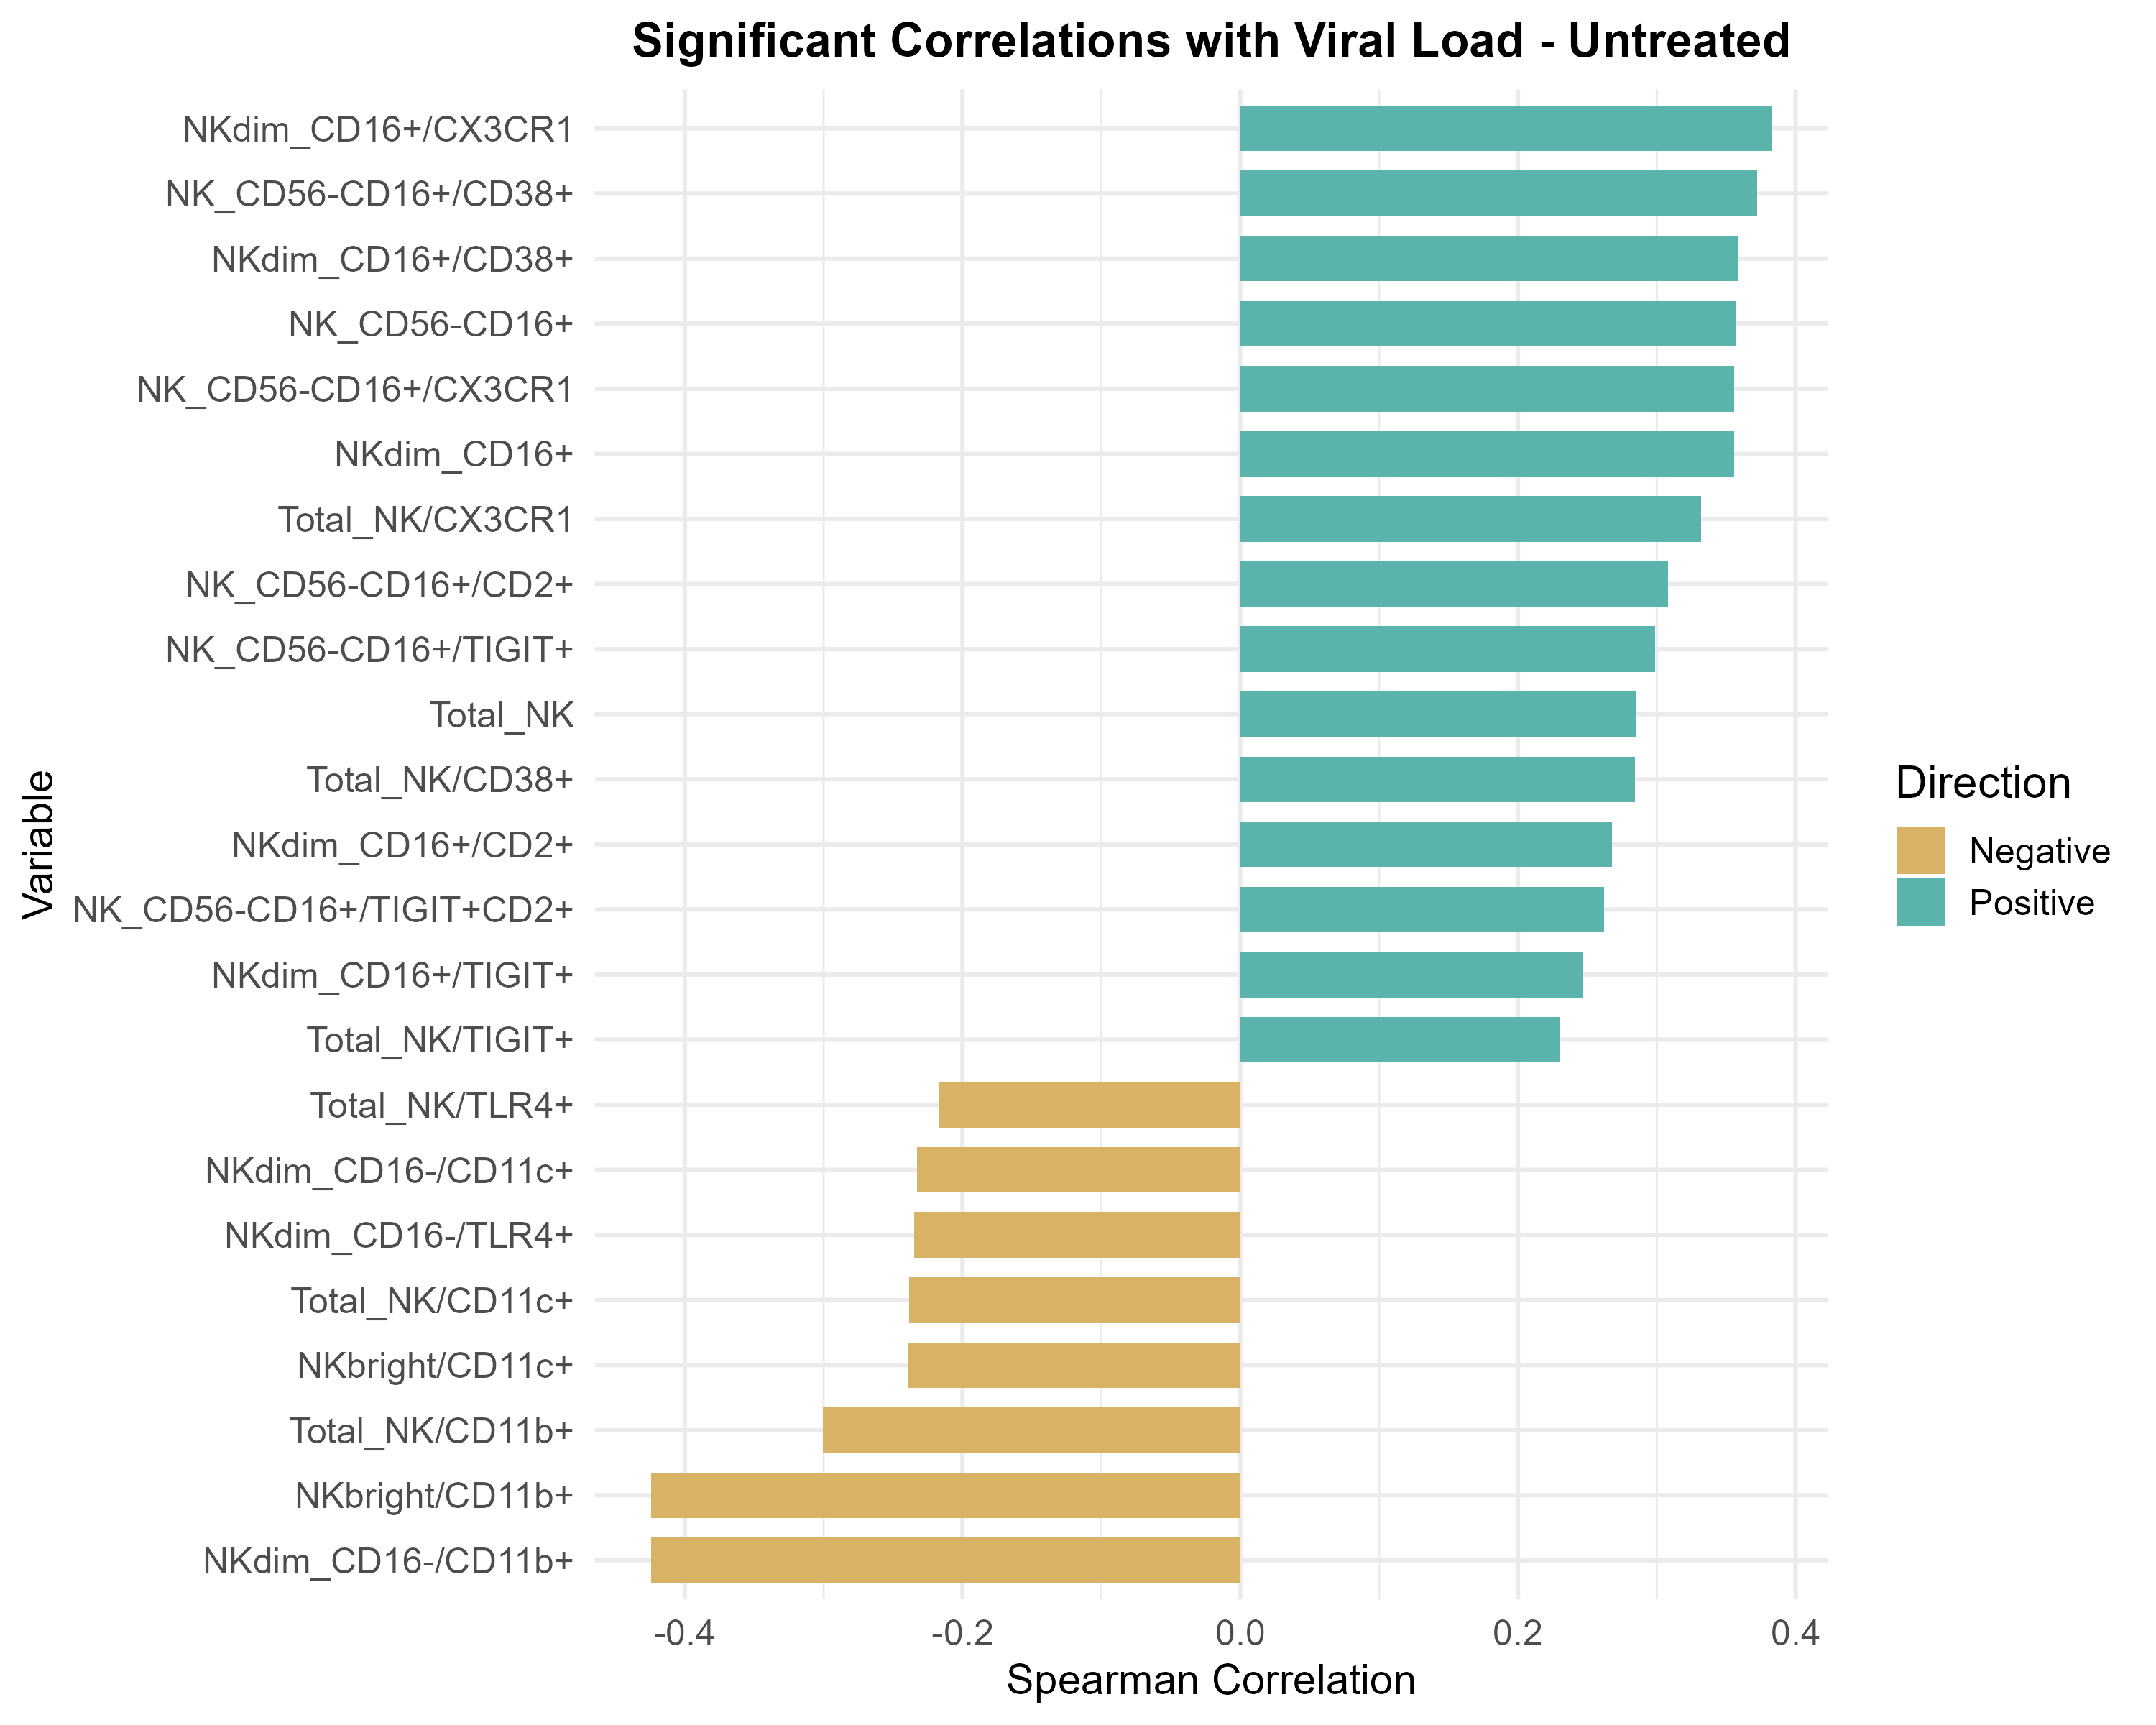 Significant Correlations with Viral Load - Untreated
Variable
NKdim_CD16+/CX3CR1
NK_CD56-CD16+/CD38+
NKdim_CD16+/CD38+
NK_CD56-CD16+
NK_CD56-CD16+/CX3CR1
NKdim_CD16+
Total_NK/CX3CR1
NK_CD56-CD16+/CD2+
NK_CD56-CD16+/TIGIT+
Total_NK
Total_NK/CD38+
NKdim_CD16+/CD2+
NK_CD56-CD16+/TIGIT+CD2+
NKdim_CD16+/TIGIT+
Total_NK/TIGIT+
Total_NK/TLR4+
NKdim_CD16-/CD11c+
NKdim_CD16-/TLR4+
Total_NK/CD11c+
NKbright/CD11c+
Total_NK/CD11b+
NKbright/CD11b+
NKdim_CD16-/CD11b+
-0.4 -0.2 0.0 0.2 0.4
Spearman Correlation
Direction
Negative
Positive